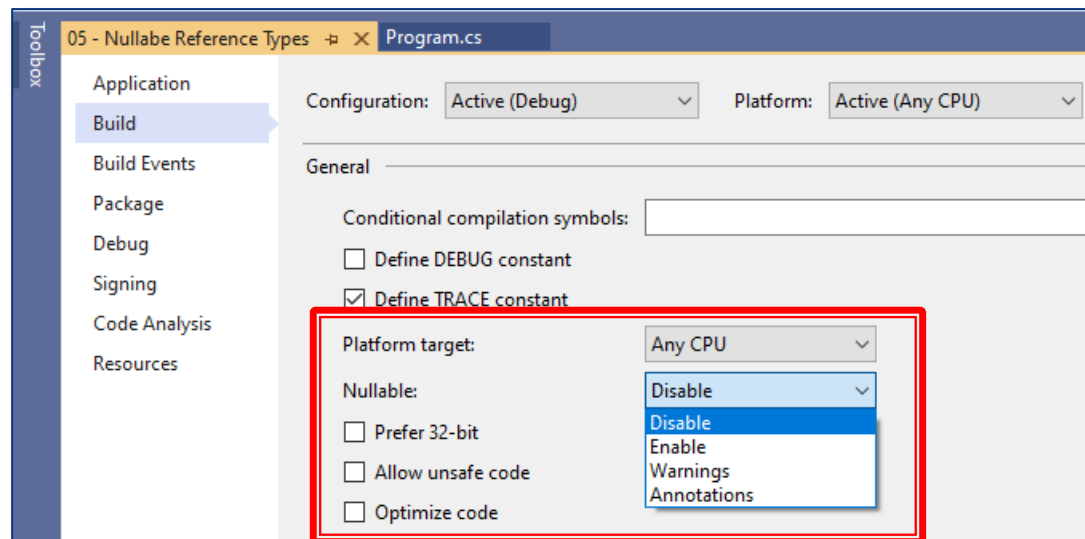 Toolbox
05 - Nullabe Reference Types
Program.cs
Application
Build
Build Events
Package
Debug
Signing
Code Analysis
Resources
Configuration: Active (Debug) Platform: Active (Any CPU)
General
Conditional compilation symbols:
Define DEBUG constant
Define TRACE constant
Platform target: Any CPU
Nullable: Disable
Disable
Enable
Warnings
Annotations
Prefer 32-bit
Allow unsafe code
Optimize code